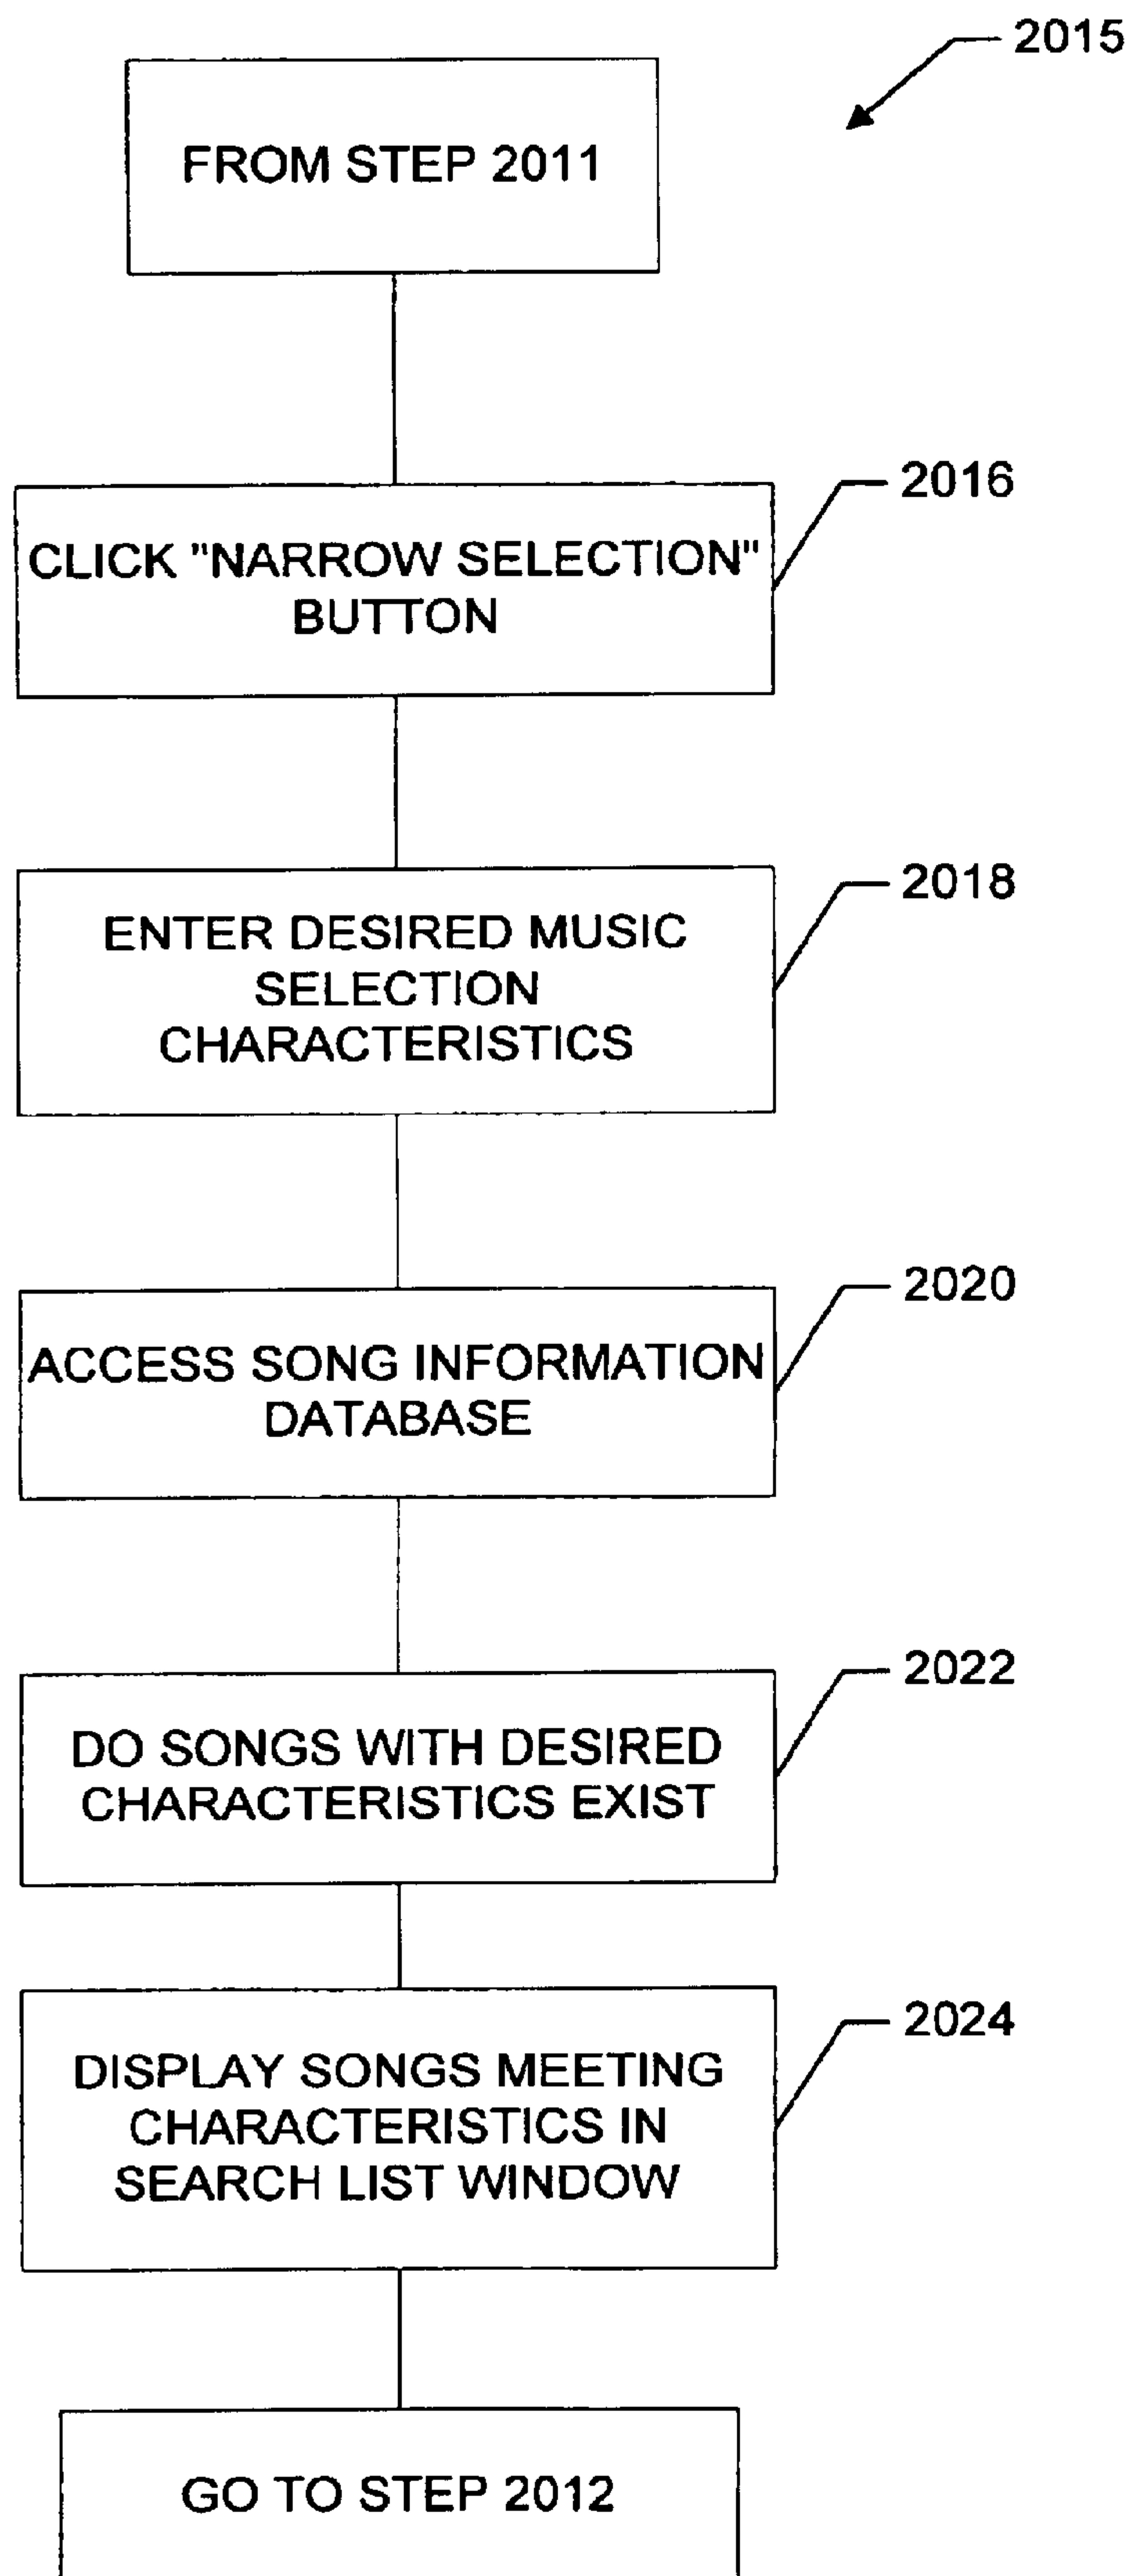 2015
FROM STEP 2011
2016
CLICK "NARROW SELECTION"
BUTTON
2018
ENTER DESIRED MUSIC
SELECTION
CHARACTERISTICS
2020
ACCESS SONG INFORMATION
DATABASE
2022
DO SONGS WITH DESIRED
CHARACTERISTICS EXIST
2024
DISPLAY SONGS MEETING
CHARACTERISTICS IN
SEARCH LIST WINDOW
GO TO STEP 2012